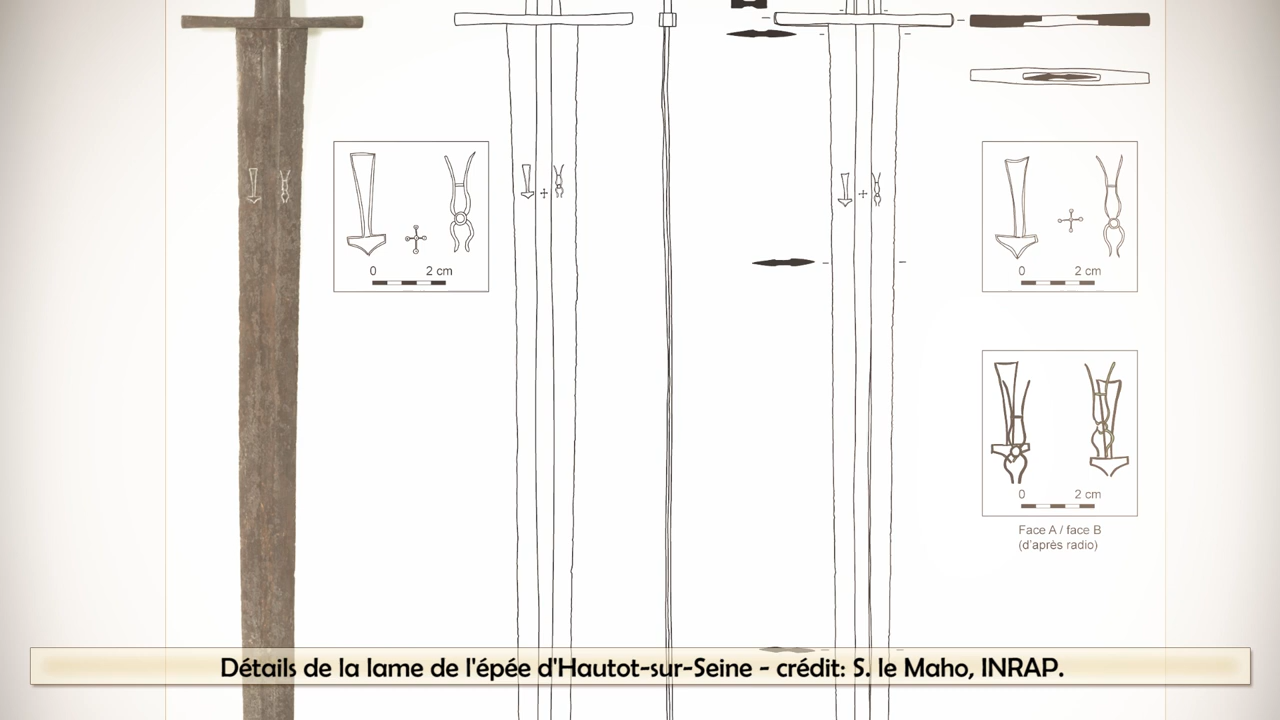 0 2 cm
0 2 cm
0 2 cm
Face A / face B
(d'après radio)
Détails de la lame de l'épée d'Hautot-sur-Seine - crédit: S. le Maho, INRAP.